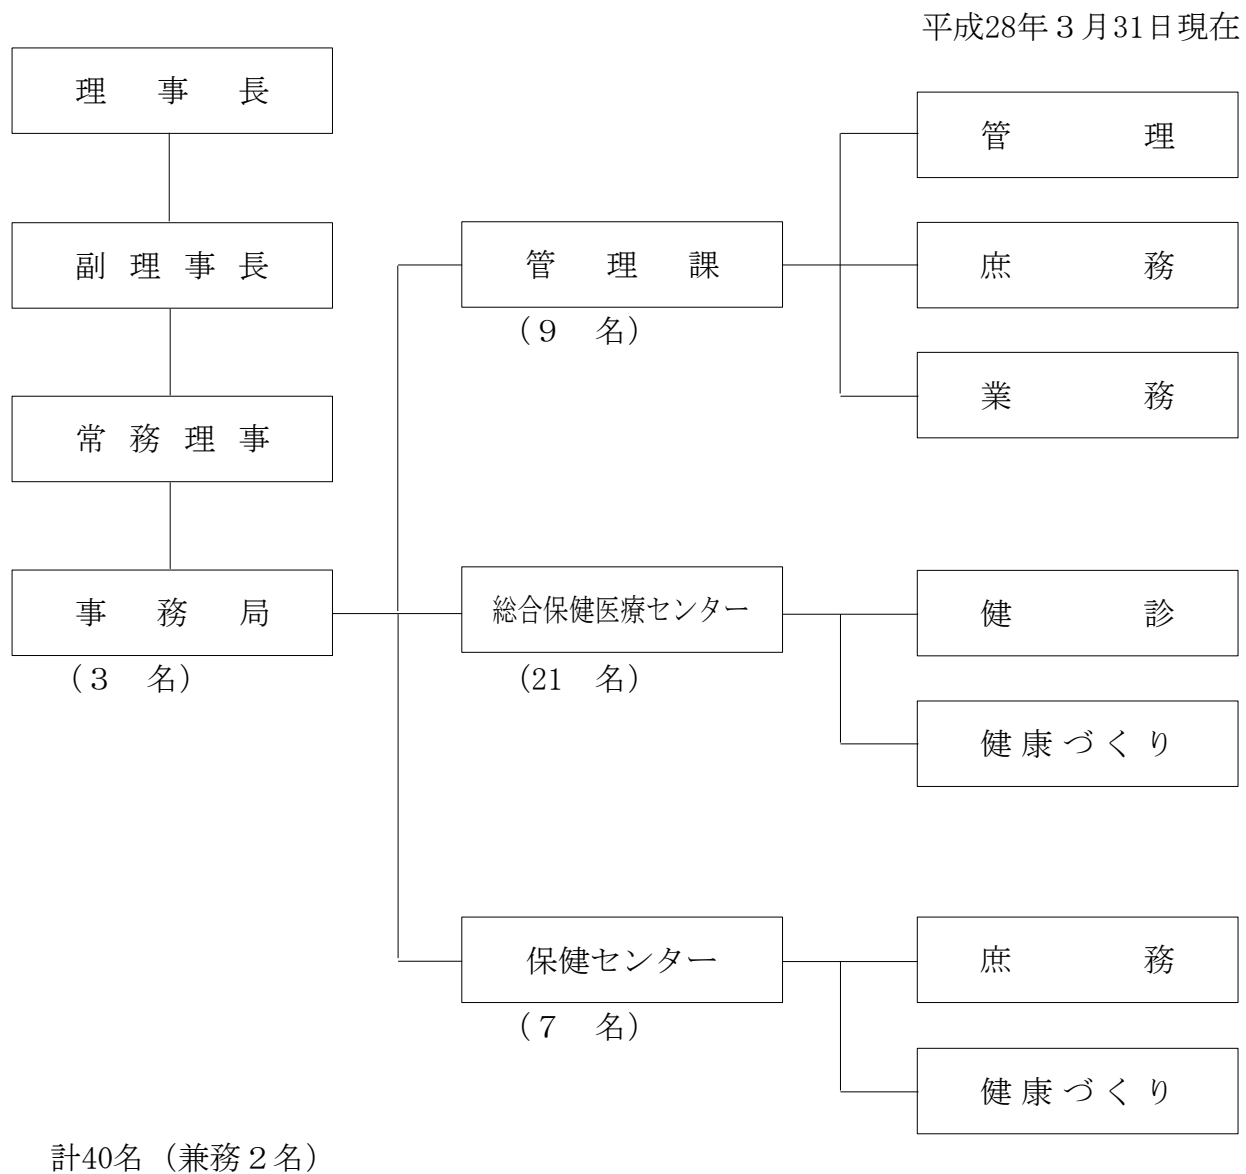 平成28年３月31日現在
理事長
副理事長
常務理事
事務局
（３　名）
管理課
（９　名）
管理
庶務
業務
総合保健医療センター
（21　名）
健診
健康づくり
保健センター
（７　名）
庶務
健康づくり
計40名（兼務２名）